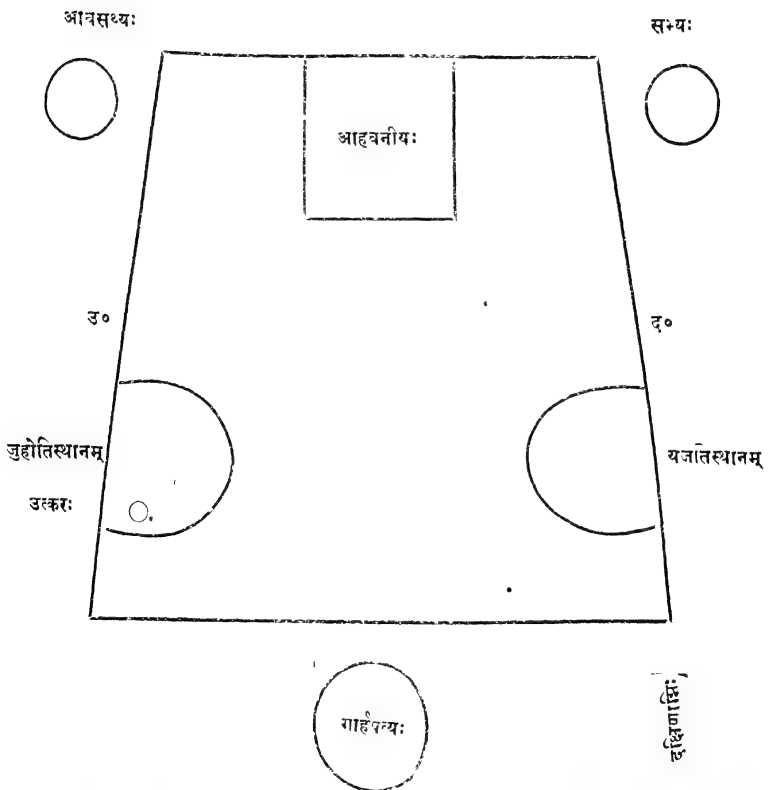 आवसथ्यः
सभ्यः
आहवनीयः
उ०
द०
जुहोतिस्थानम्
यजतिस्थानम्
उत्करः
गार्हपत्यः
दक्षिणाग्निः